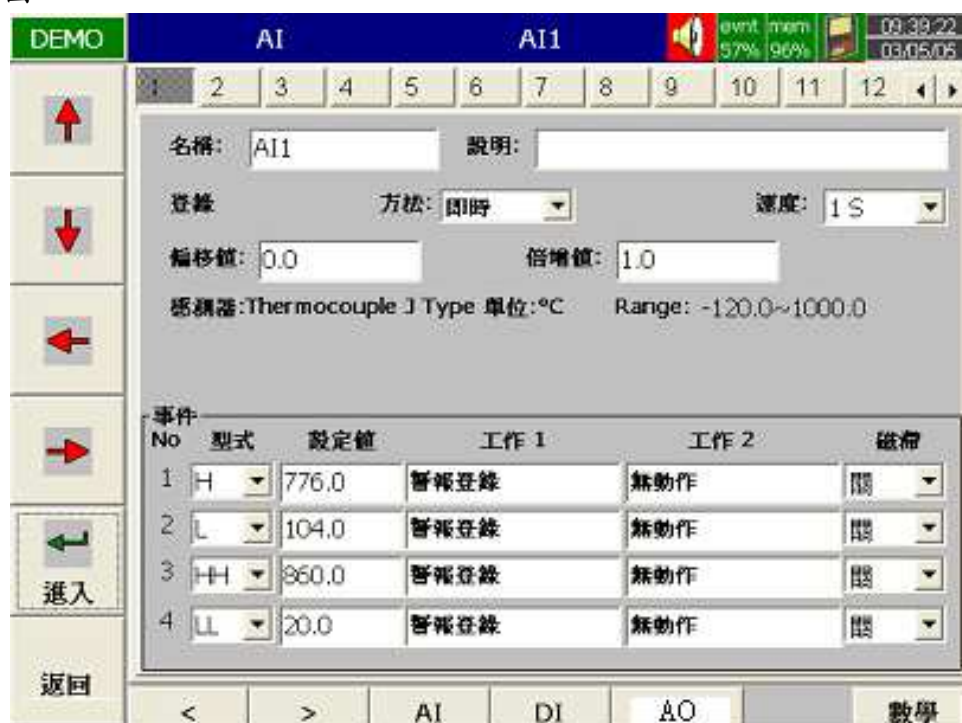 DEMO AI AI1 evnt 57% mem 96% 09:39:22 03/05/05
1 2 3 4 5 6 7 8 9 10 11 12
名稱: AI1 說明:
登錄 方法: 即時 速度: 1 S
偏移值: 0.0 倍增值: 1.0
感測器:Thermocouple J Type 單位:°C Range: -120.0~1000.0
事件
No 型式 設定值 工作 1 工作 2 磁滯
1 H 776.0 警報登錄 無動作 關
2 L 104.0 警報登錄 無動作 關
3 HH 860.0 警報登錄 無動作 關
4 LL 20.0 警報登錄 無動作 關
進入
返回
< > AI DI AO 數學